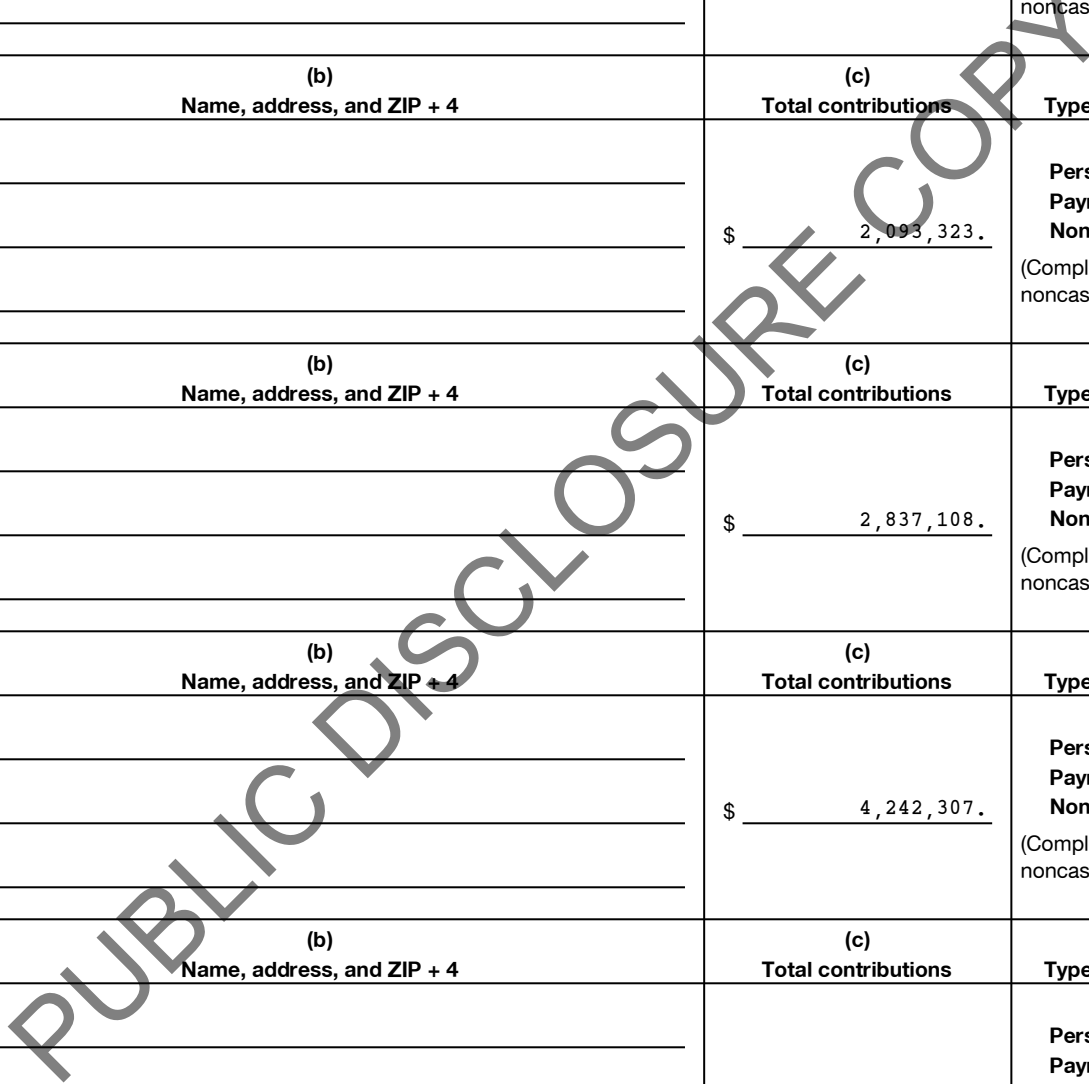 noncas
(b) (c)
Name, address, and ZIP + 4 Total contributions Type
Pers
Payr
$ 2,093,323. Non
(Compl
noncas
(b) (c)
Name, address, and ZIP + 4 Total contributions Type
Pers
Payr
$ 2,837,108. Non
(Compl
noncas
(b) (c)
Name, address, and ZIP + 4 Total contributions Type
Pers
Payr
$ 4,242,307. Non
(Compl
noncas
(b) (c)
Name, address, and ZIP + 4 Total contributions Type
Pers
Payr
PUBLIC DISCLOSURE COPY